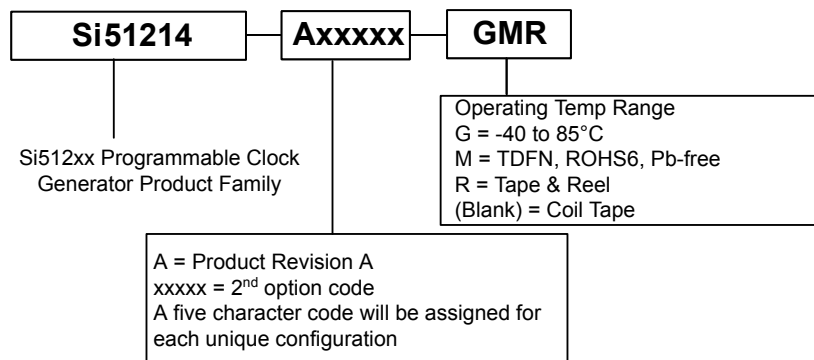 Si51214 Axxxxx GMR
Si512xx Programmable Clock
Generator Product Family
Operating Temp Range
G = -40 to 85°C
M = TDFN, ROHS6, Pb-free
R = Tape & Reel
(Blank) = Coil Tape
A = Product Revision A
xxxxx = 2nd option code
A five character code will be assigned for
each unique configuration